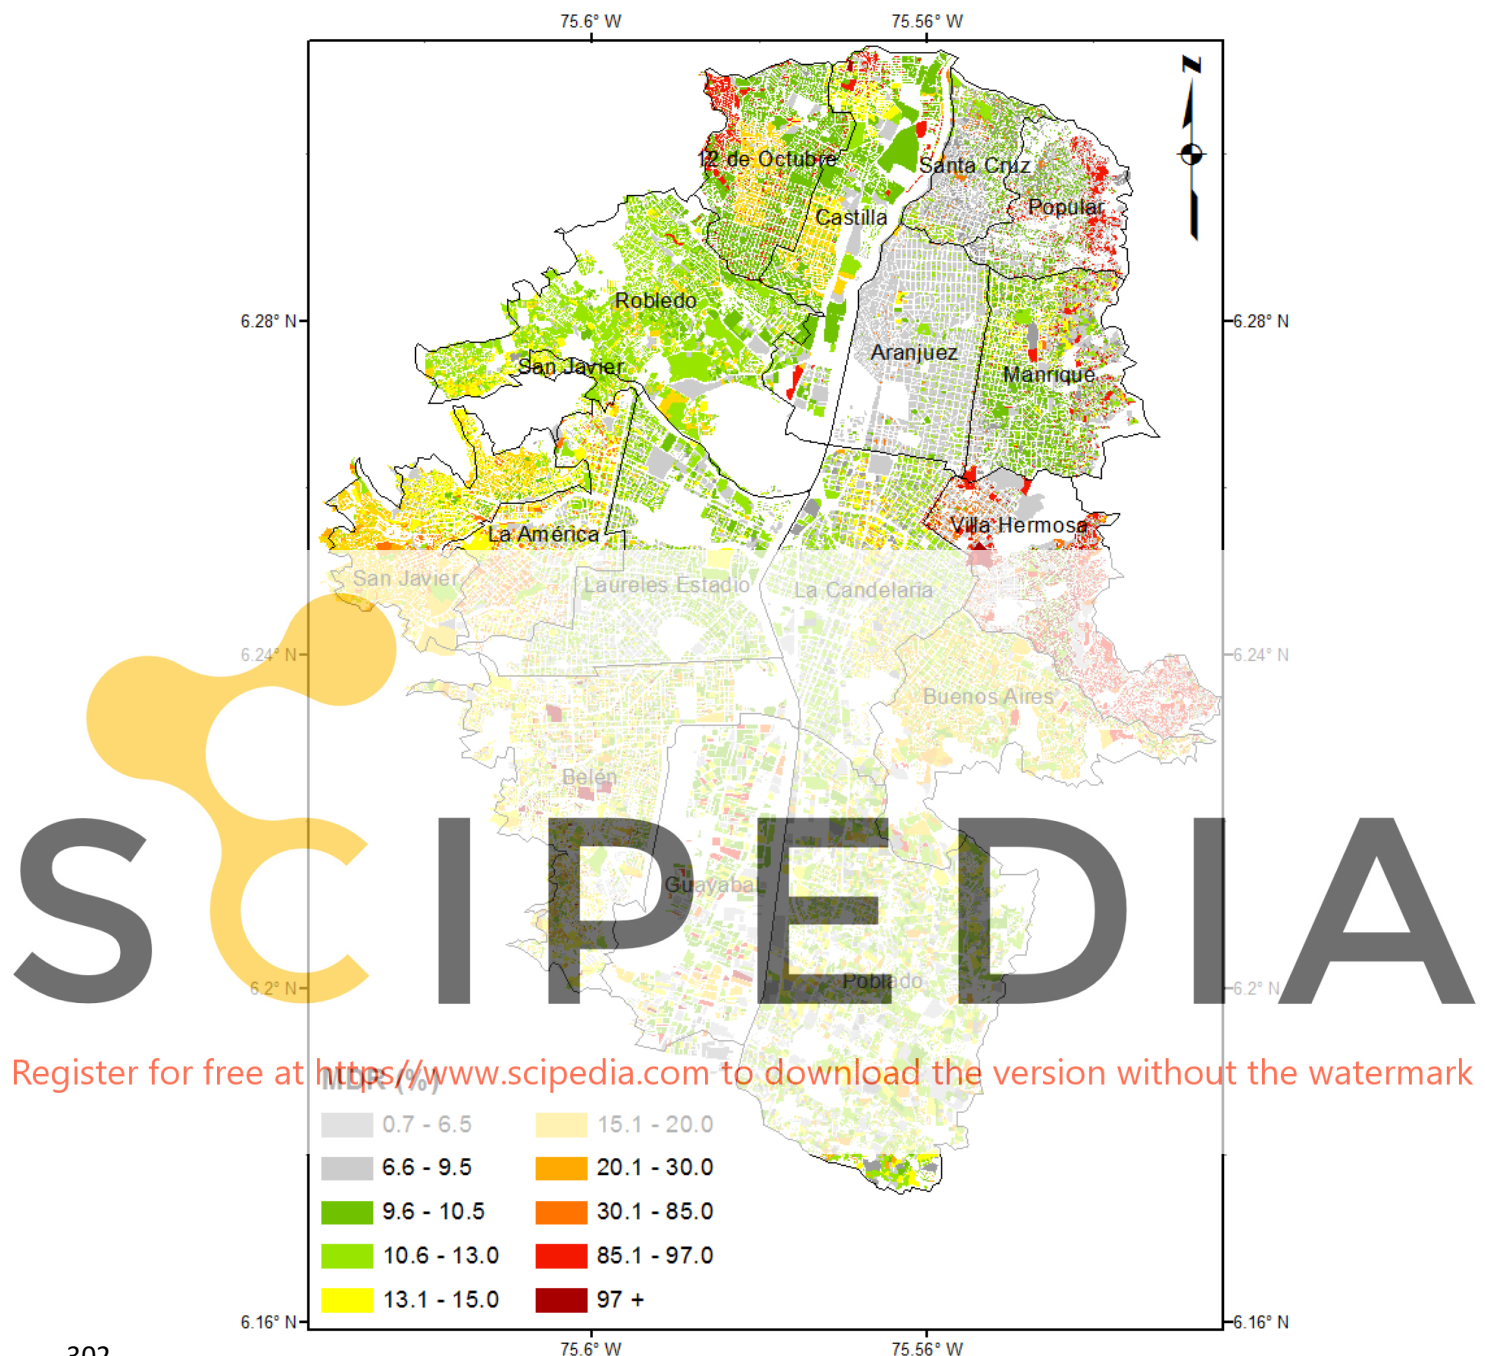 75.6° W 75.56° W
N
12 de Octubre
Santa Cruz
Popular
Castilla
Robledo
6.28° N 6.28° N
Aranjuez
San Javier
Manrique
Villa Hermosa
La América
San Javier
Laureles Estadio
La Candelaria
6.24° N 6.24° N
Buenos Aires
Belén
Guayabal
SCIPEDIA
Poblado
6.2° N 6.2° N
Register for free at https://www.scipedia.com to download the version without the watermark
MDR (%)
0.7 - 6.5 15.1 - 20.0
6.6 - 9.5 20.1 - 30.0
9.6 - 10.5 30.1 - 85.0
10.6 - 13.0 85.1 - 97.0
13.1 - 15.0 97 +
6.16° N 6.16° N
75.6° W 75.56° W
302